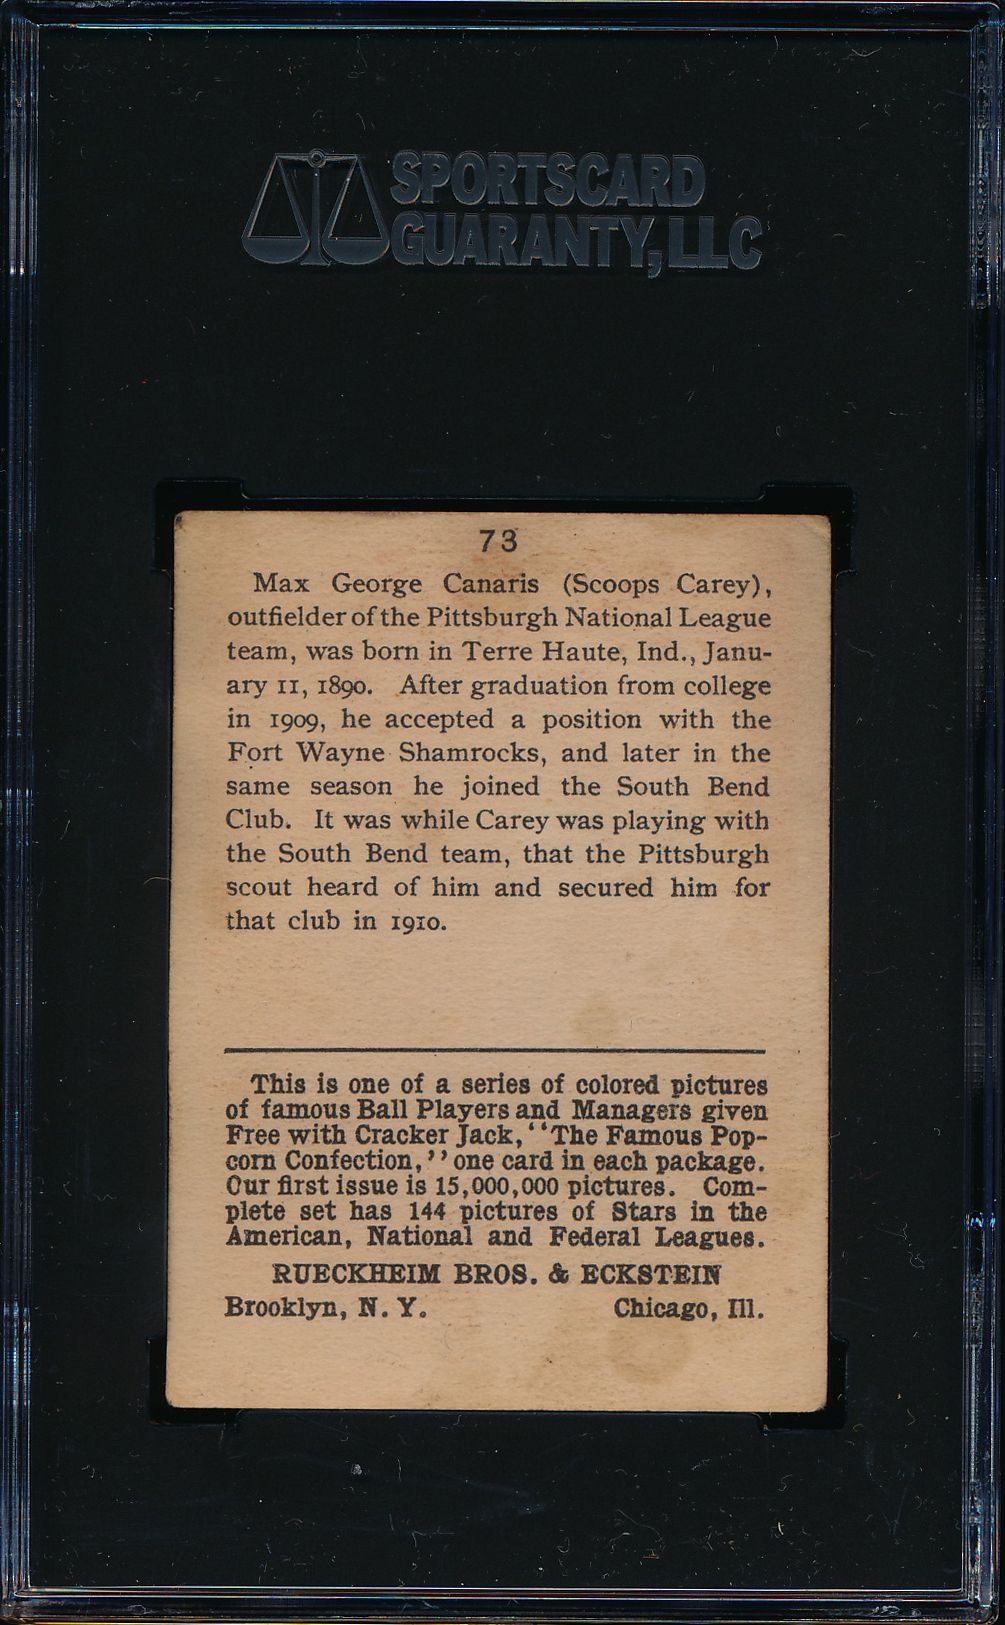 SPORTSCARD
GUARANTY, LLC
73
Max George Canaris (Scoops Carey),
outfielder of the Pittsburgh National League
team, was born in Terre Haute, Ind., Janu-
ary 11, 1890. After graduation from college
in 1909, he accepted a position with the
Fort Wayne Shamrocks, and later in the
same season he joined the South Bend
Club. It was while Carey was playing with
the South Bend team, that the Pittsburgh
scout heard of him and secured him for
that club in 1910.
This is one of a series of colored pictures
of famous Ball Players and Managers given
Free with Cracker Jack, "The Famous Pop-
corn Confection," one card in each package.
Our first issue is 15,000,000 pictures. Com-
plete set has 144 pictures of Stars in the
American, National and Federal Leagues.
RUECKHEIM BROS. & ECKSTEIN
Brooklyn, N. Y. Chicago, Ill.